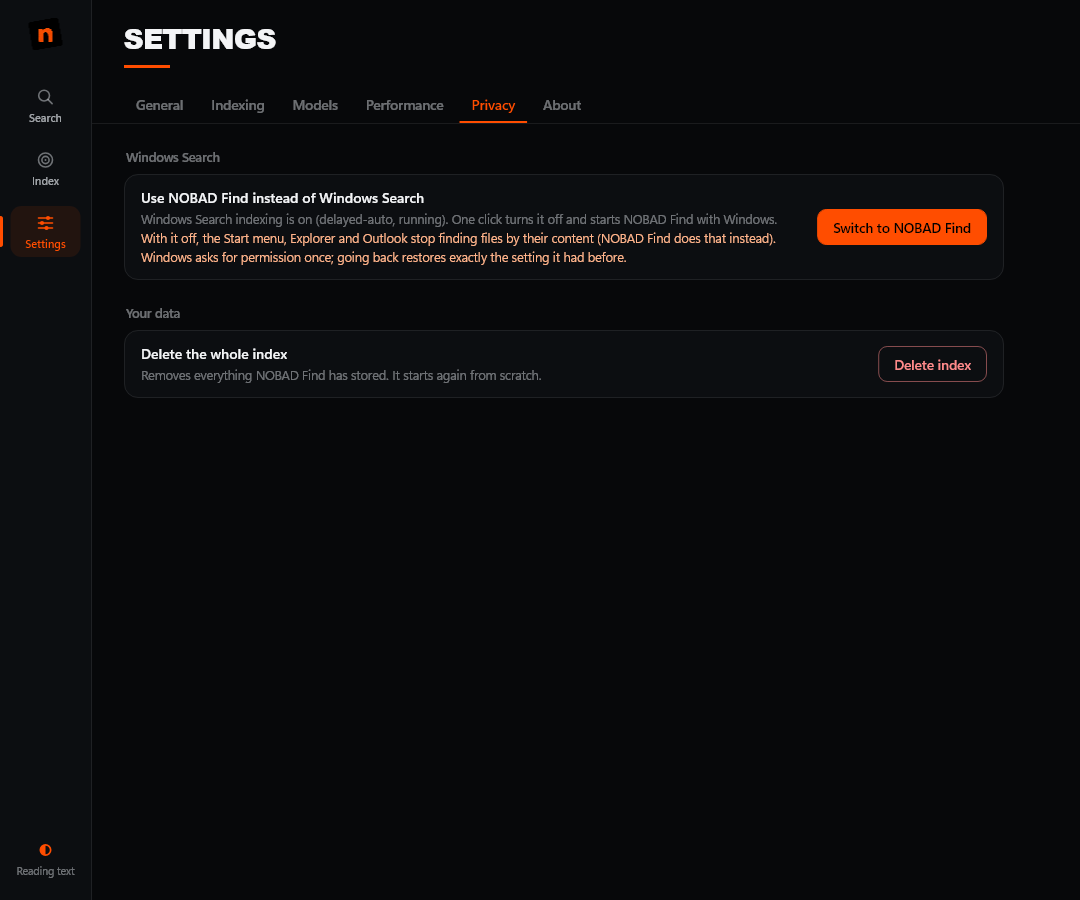 n
SETTINGS
Search
Index
Settings
General Indexing Models Performance Privacy About
Windows Search
Use NOBAD Find instead of Windows Search
Windows Search indexing is on (delayed-auto, running). One click turns it off and starts NOBAD Find with Windows.
With it off, the Start menu, Explorer and Outlook stop finding files by their content (NOBAD Find does that instead).
Windows asks for permission once; going back restores exactly the setting it had before.
Switch to NOBAD Find
Your data
Delete the whole index
Removes everything NOBAD Find has stored. It starts again from scratch.
Delete index
Reading text